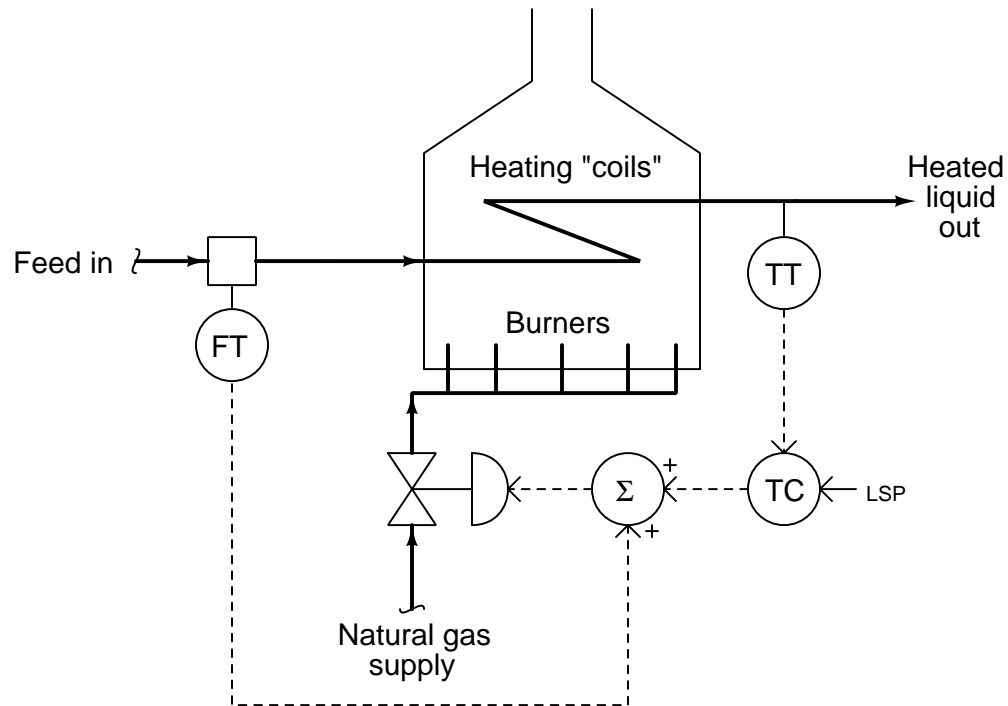 Heating "coils"
Heated
liquid
out
Feed in
TT
FT
Burners
+
Σ
TC
LSP
+
Natural gas
supply